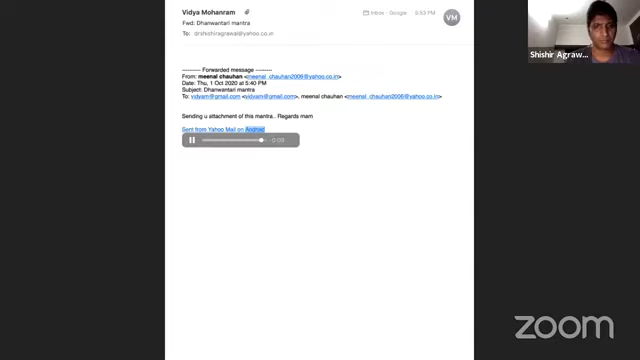 Vidya Mohanram
Inbox - Google 5:53 PM
VM
Fwd: Dhanwantari mantra
To: drshishiragrawal@yahoo.co.in
Shishir Agraw...
---------- Forwarded message ---------
From: meenal chauhan <meenal_chauhan2006@yahoo.co.in>
Date: Thu, 1 Oct 2020 at 5:40 PM
Subject: Dhanwantari mantra
To: vidyam@gmail.com <vidyam@gmail.com>, meenal chauhan <meenal_chauhan2006@yahoo.co.in>
Sending u attachment of this mantra.. Regards mam
Sent from Yahoo Mail on Android
-0:03
zoom